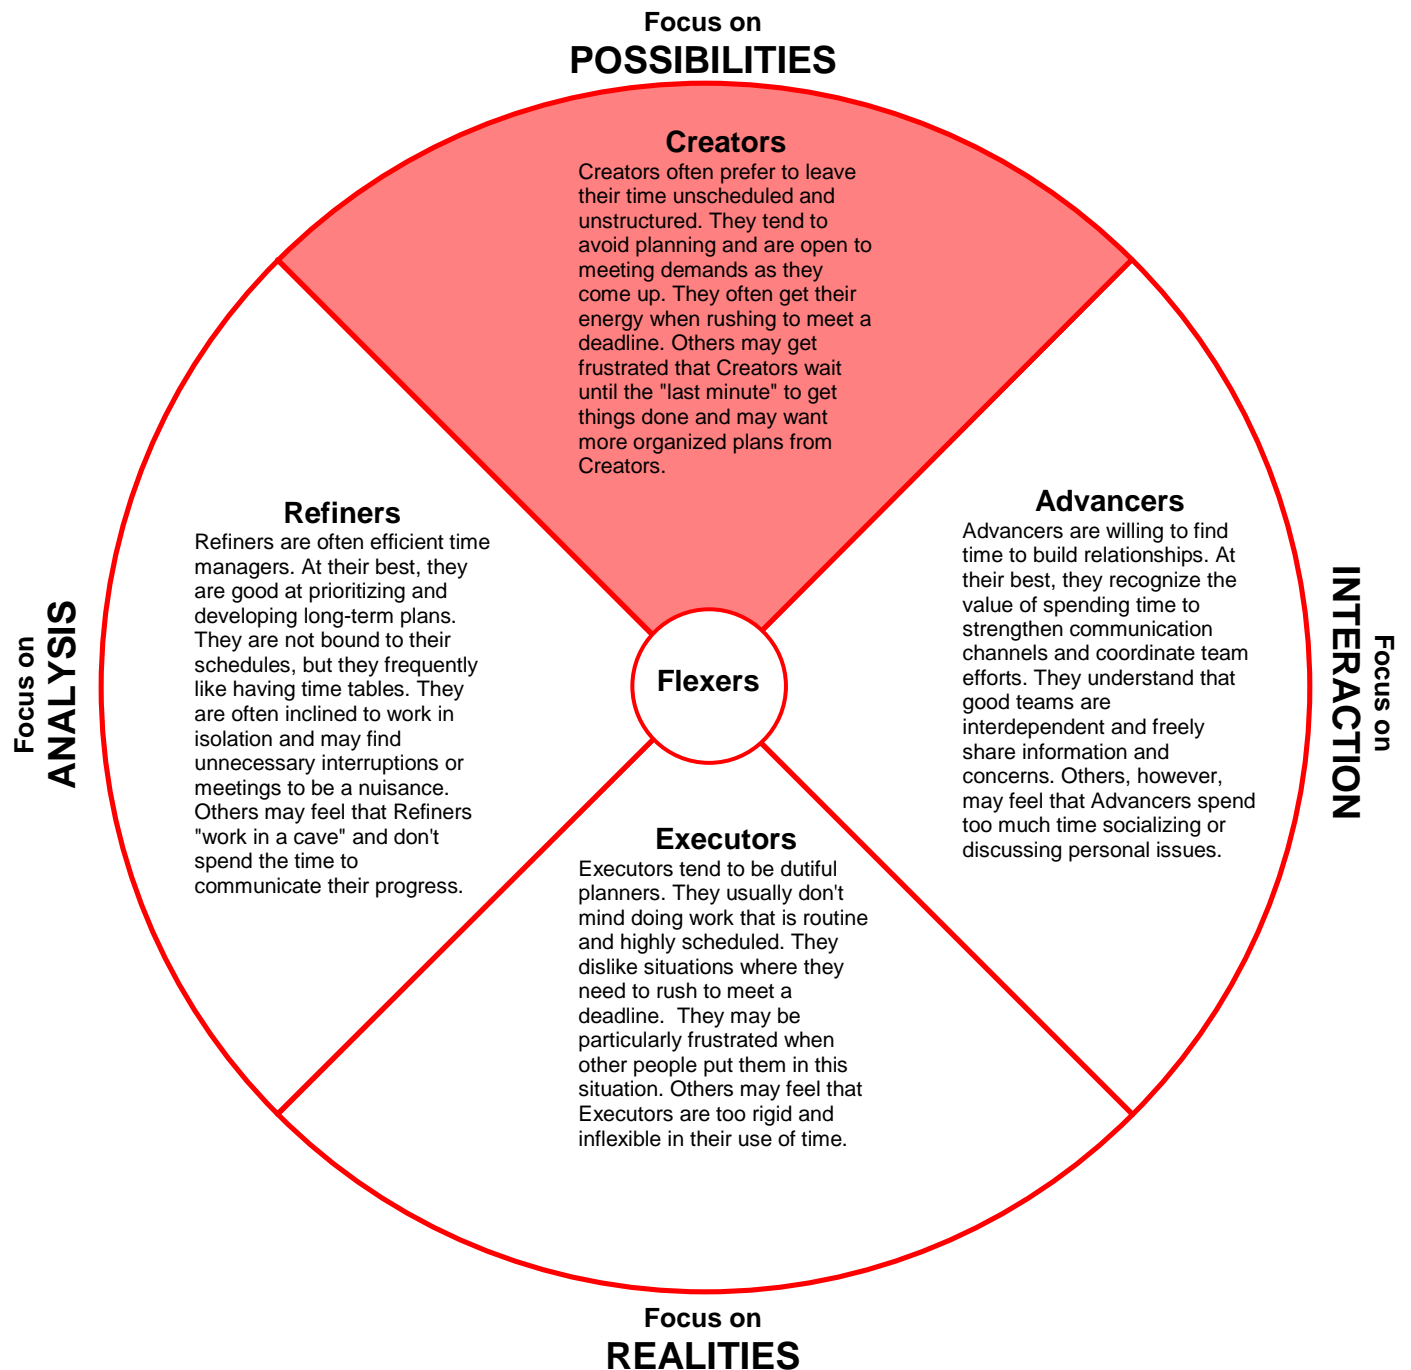 Focus on
POSSIBILITIES
Creators
Creators often prefer to leave
their time unscheduled and
unstructured. They tend to
avoid planning and are open to
meeting demands as they
come up. They often get their
energy when rushing to meet a
deadline. Others may get
frustrated that Creators wait
until the "last minute" to get
things done and may want
more organized plans from
Creators.
Focus on
ANALYSIS
Refiners
Refiners are often efficient time
managers. At their best, they
are good at prioritizing and
developing long-term plans.
They are not bound to their
schedules, but they frequently
like having time tables. They
are often inclined to work in
isolation and may find
unnecessary interruptions or
meetings to be a nuisance.
Others may feel that Refiners
"work in a cave" and don't
spend the time to
communicate their progress.
Flexers
Advancers
Advancers are willing to find
time to build relationships. At
their best, they recognize the
value of spending time to
strengthen communication
channels and coordinate team
efforts. They understand that
good teams are
interdependent and freely
share information and
concerns. Others, however,
may feel that Advancers spend
too much time socializing or
discussing personal issues.
Focus on
INTERACTION
Executors
Executors tend to be dutiful
planners. They usually don't
mind doing work that is routine
and highly scheduled. They
dislike situations where they
need to rush to meet a
deadline.  They may be
particularly frustrated when
other people put them in this
situation. Others may feel that
Executors are too rigid and
inflexible in their use of time.
Focus on
REALITIES